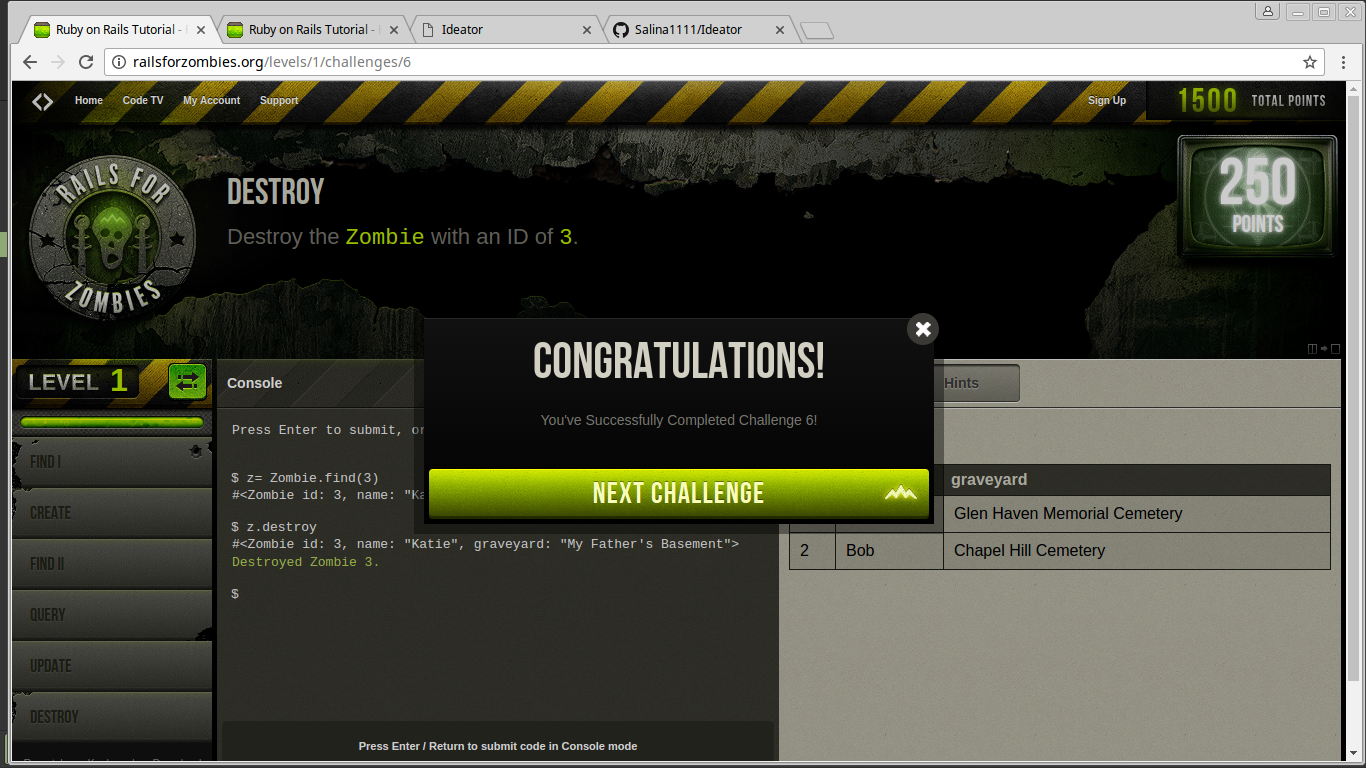 Ruby on Rails Tutorial -
Ruby on Rails Tutorial -
Ideator
Salina1111/Ideator
railsforzombies.org/levels/1/challenges/6
Home
Code TV
My Account
Support
Sign Up
1500 TOTAL POINTS
RAILS FOR
ZOMBIES
DESTROY
Destroy the Zombie with an ID of 3.
250
POINTS
CONGRATULATIONS!
You've Successfully Completed Challenge 6!
NEXT CHALLENGE
LEVEL 1
FIND I
CREATE
FIND II
QUERY
UPDATE
DESTROY
Console
Press Enter to submit, or
$ z= Zombie.find(3)
#<Zombie id: 3, name: "Ka
$ z.destroy
#<Zombie id: 3, name: "Katie", graveyard: "My Father's Basement">
Destroyed Zombie 3.
$
Press Enter / Return to submit code in Console mode
Hints
graveyard
Glen Haven Memorial Cemetery
2 Bob Chapel Hill Cemetery